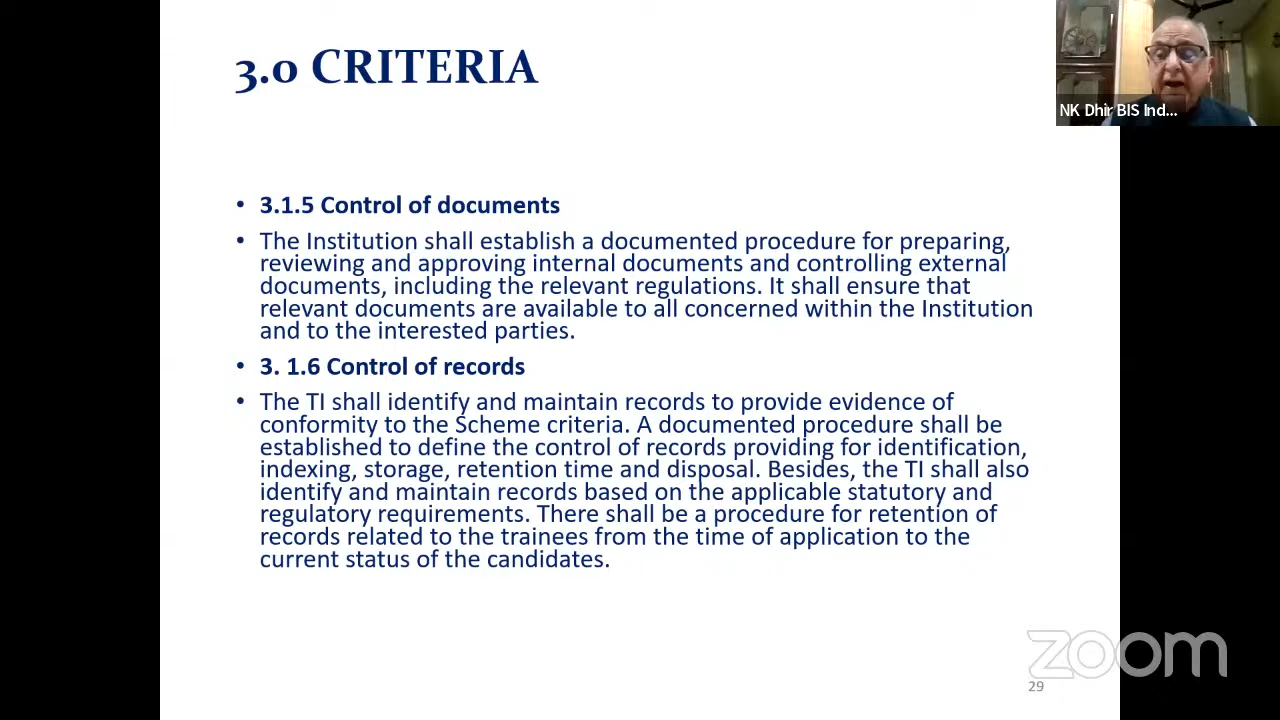 3.0 CRITERIA
NK Dhir BIS Ind...
• 3.1.5 Control of documents
• The Institution shall establish a documented procedure for preparing,
reviewing and approving internal documents and controlling external
documents, including the relevant regulations. It shall ensure that
relevant documents are available to all concerned within the Institution
and to the interested parties.
• 3. 1.6 Control of records
• The TI shall identify and maintain records to provide evidence of
conformity to the Scheme criteria. A documented procedure shall be
established to define the control of records providing for identification,
indexing, storage, retention time and disposal. Besides, the TI shall also
identify and maintain records based on the applicable statutory and
regulatory requirements. There shall be a procedure for retention of
records related to the trainees from the time of application to the
current status of the candidates.
zoom
29